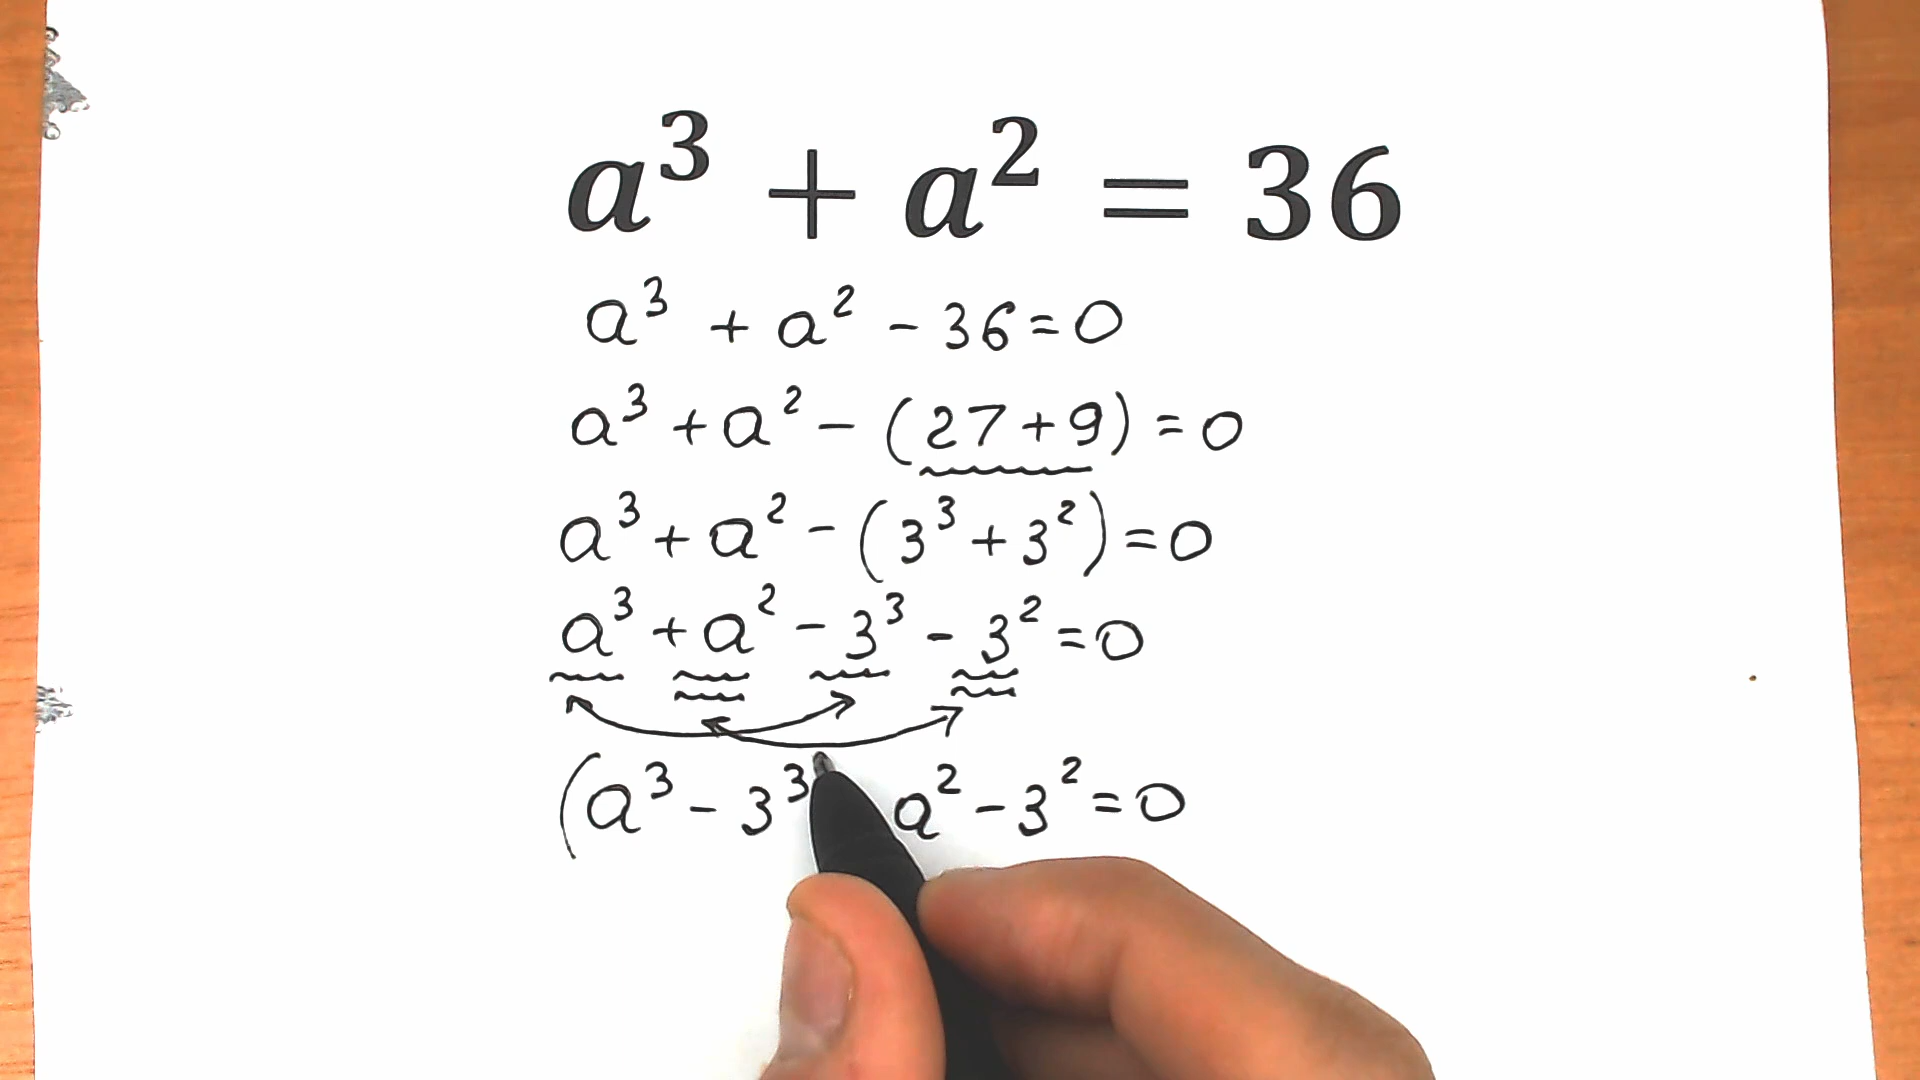 a³ + a² = 36
a³ + a² - 36 = 0
a³ + a² - (27 + 9) = 0
a³ + a² - (3³ + 3²) = 0
a³ + a² - 3³ - 3² = 0
(a³ - 3³ a² - 3² = 0